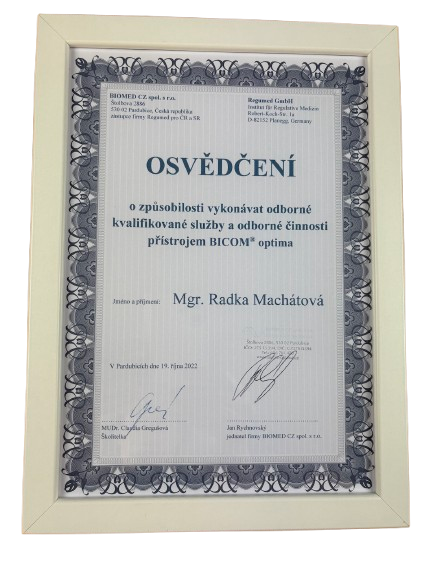 BIOMED CZ spol. s r.o.
Školkova 2886
530 02 Pardubice, Česká republika
zástupce firmy Regumed pro ČR a SR
Regumed GmbH
Institut für Regulative Medizin
Robert-Koch-Str. 1a
D-82152 Planegg, Germany
OSVĚDČENÍ
o způsobilosti vykonávat odborné
kvalifikované služby a odborné činnosti
přístrojem BICOM® optima
Jméno a příjmení: Mgr. Radka Machátová
V Pardubicích dne 19. října 2022
MUDr. Claudia Gregušová
Školitelka
Jan Rychnovský
jednatel firmy BIOMED CZ spol. s r.o.